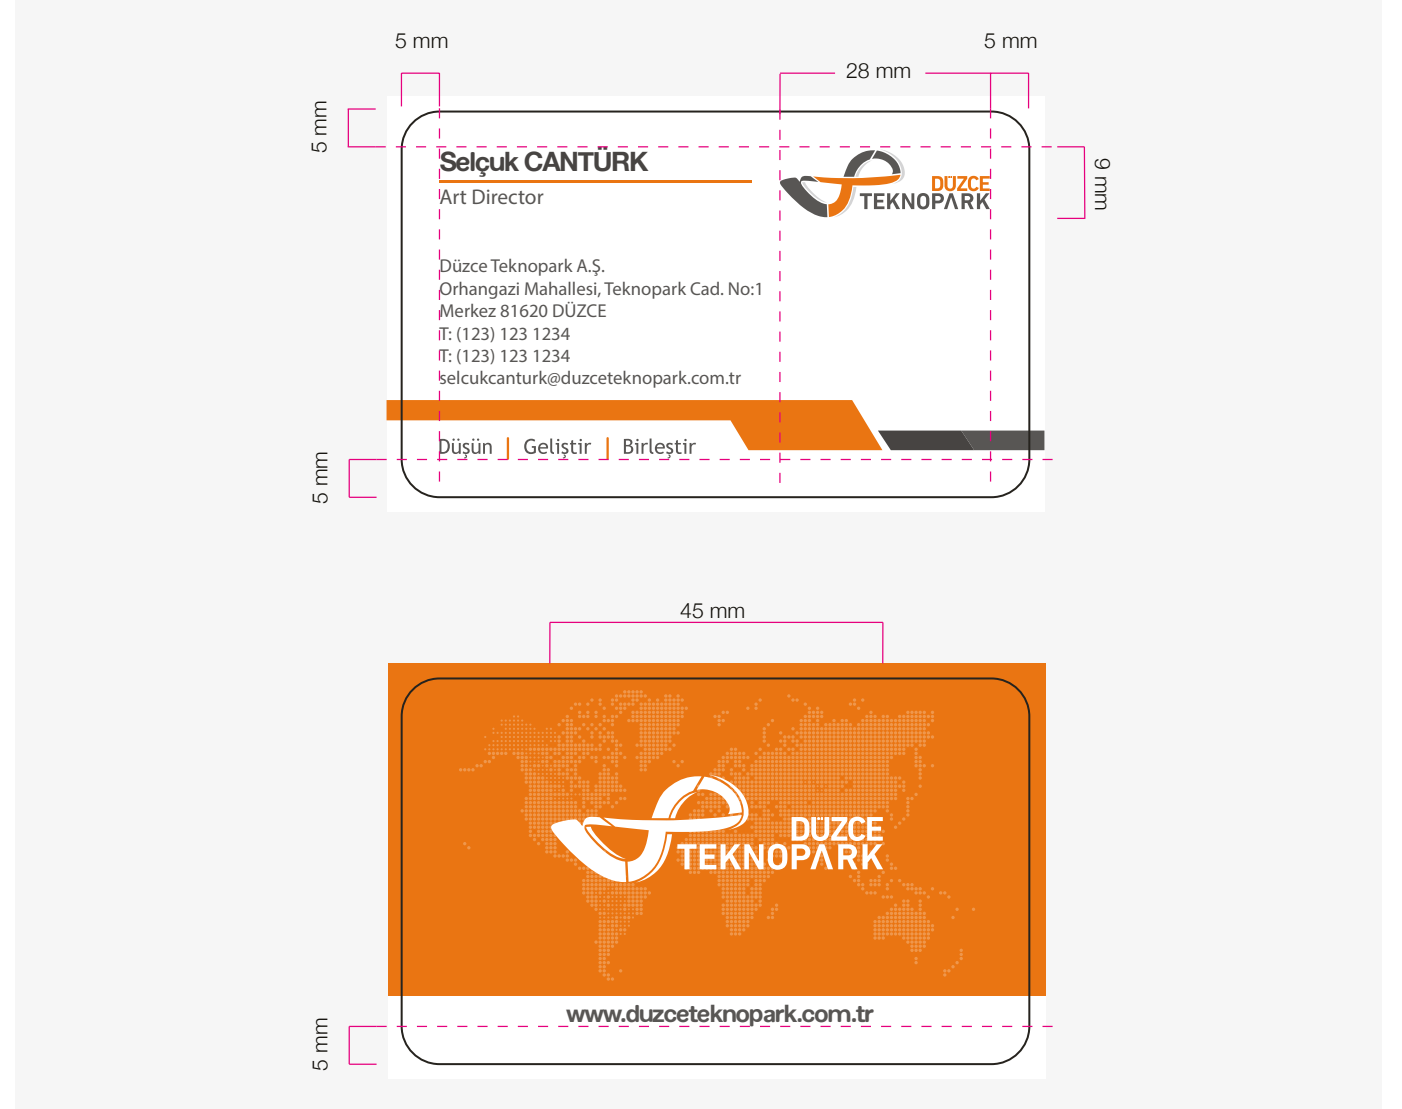 5 mm
5 mm
28 mm
5 mm
9 mm
Selçuk CANTÜRK
Art Director
DÜZCE
TEKNOPARK
Düzce Teknopark A.Ş.
Orhangazi Mahallesi, Teknopark Cad. No:1
Merkez 81620 DÜZCE
T: (123) 123 1234
T: (123) 123 1234
selcukcanturk@duzceteknopark.com.tr
Düşün | Geliştir | Birleştir
5 mm
45 mm
DÜZCE
TEKNOPARK
www.duzceteknopark.com.tr
5 mm